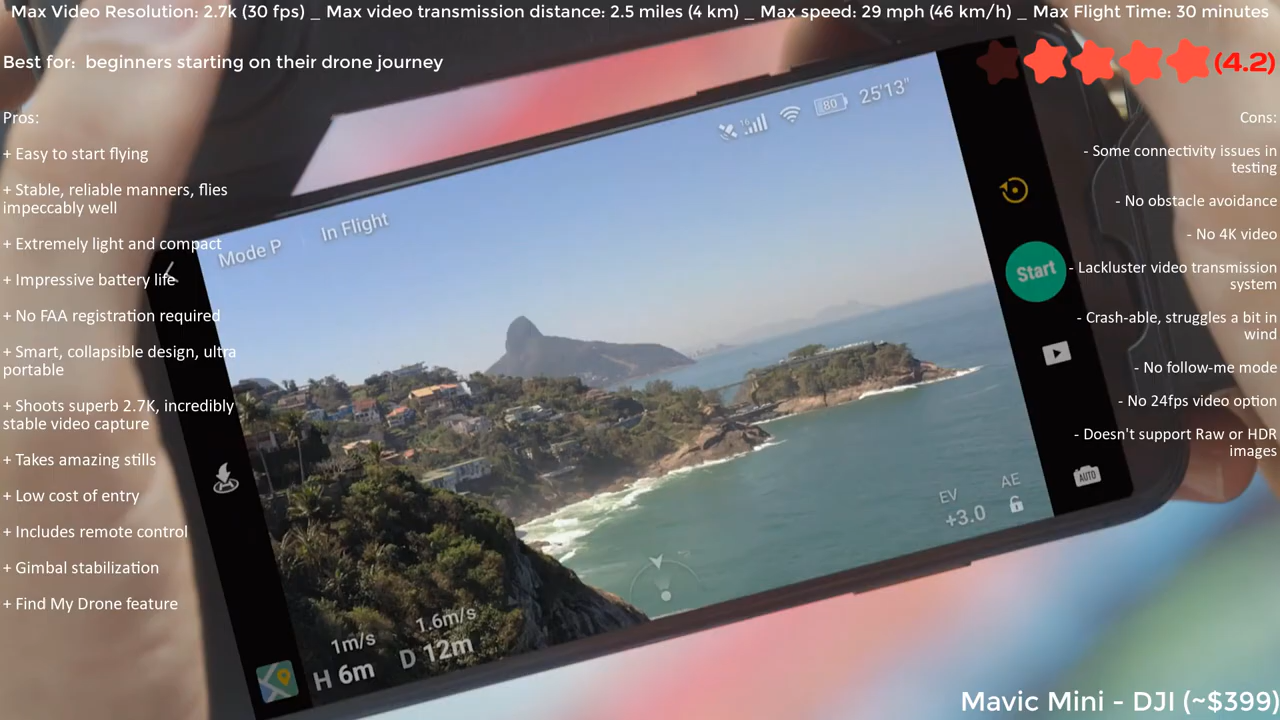 Max Video Resolution: 2.7k (30 fps) _ Max video transmission distance: 2.5 miles (4 km) _ Max speed: 29 mph (46 km/h) _ Max Flight Time: 30 minutes
Best for: beginners starting on their drone journey
(4.2)
Pros:
+ Easy to start flying
+ Stable, reliable manners, flies
impeccably well
+ Extremely light and compact
+ Impressive battery life
+ No FAA registration required
+ Smart, collapsible design, ultra
portable
+ Shoots superb 2.7K, incredibly
stable video capture
+ Takes amazing stills
+ Low cost of entry
+ Includes remote control
+ Gimbal stabilization
+ Find My Drone feature
Mode P In Flight
16 80 25'13"
Start
EV AE
+3.0
AUTO
1m/s 1.6m/s
H 6m D 12m
Cons:
- Some connectivity issues in
testing
- No obstacle avoidance
- No 4K video
- Lackluster video transmission
system
- Crash-able, struggles a bit in
wind
- No follow-me mode
- No 24fps video option
- Doesn't support Raw or HDR
images
Mavic Mini - DJI (~$399)